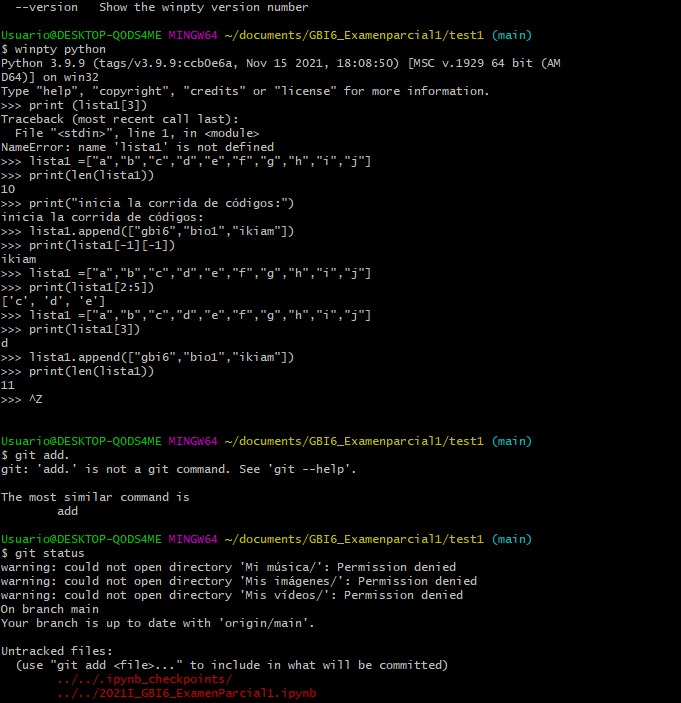 --version   Show the winpty version number
Usuario@DESKTOP-QODS4ME MINGW64 ~/documents/GBI6_Examenparcial1/test1 (main)
$ winpty python
Python 3.9.9 (tags/v3.9.9:ccb0e6a, Nov 15 2021, 18:08:50) [MSC v.1929 64 bit (AM
D64)] on win32
Type "help", "copyright", "credits" or "license" for more information.
>>> print (lista1[3])
Traceback (most recent call last):
  File "<stdin>", line 1, in <module>
NameError: name 'lista1' is not defined
>>> lista1 =["a","b","c","d","e","f","g","h","i","j"]
>>> print(len(lista1))
10
>>> print("inicia la corrida de códigos:")
inicia la corrida de códigos:
>>> lista1.append(["gbi6","bio1","ikiam"])
>>> print(lista1[-1][-1])
ikiam
>>> lista1 =["a","b","c","d","e","f","g","h","i","j"]
>>> print(lista1[2:5])
['c', 'd', 'e']
>>> lista1 =["a","b","c","d","e","f","g","h","i","j"]
>>> print(lista1[3])
d
>>> lista1.append(["gbi6","bio1","ikiam"])
>>> print(len(lista1))
11
>>> ^Z
Usuario@DESKTOP-QODS4ME MINGW64 ~/documents/GBI6_Examenparcial1/test1 (main)
$ git add.
git: 'add.' is not a git command. See 'git --help'.
The most similar command is
        add
Usuario@DESKTOP-QODS4ME MINGW64 ~/documents/GBI6_Examenparcial1/test1 (main)
$ git status
warning: could not open directory 'Mi música/': Permission denied
warning: could not open directory 'Mis imágenes/': Permission denied
warning: could not open directory 'Mis vídeos/': Permission denied
On branch main
Your branch is up to date with 'origin/main'.
Untracked files:
  (use "git add <file>..." to include in what will be committed)
        ../../.ipynb_checkpoints/
        ../../2021I_GBI6_ExamenParcial1.ipynb